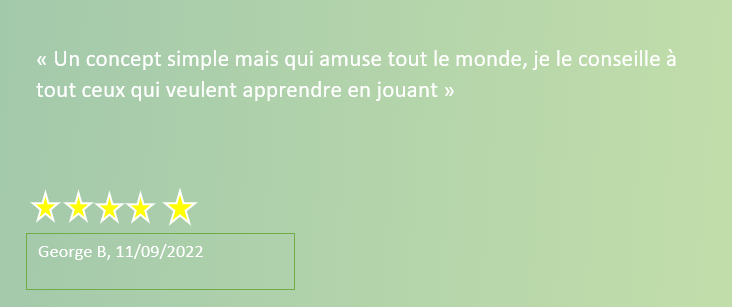 « Un concept simple mais qui amuse tout le monde, je le conseille à
tout ceux qui veulent apprendre en jouant »
George B, 11/09/2022